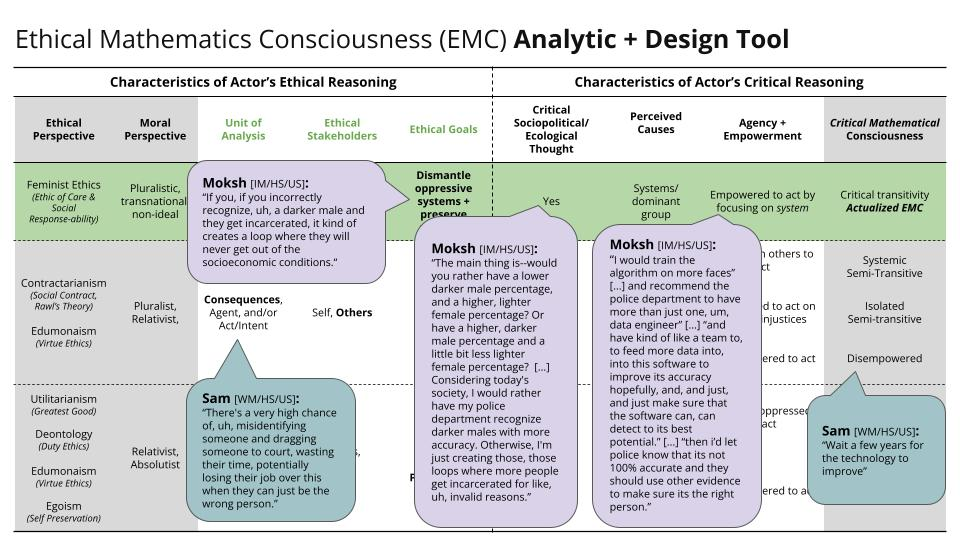 Ethical Mathematics Consciousness (EMC) Analytic + Design Tool
Characteristics of Actor's Ethical Reasoning
Characteristics of Actor's Critical Reasoning
Ethical
Perspective
Moral
Perspective
Unit of
Analysis
Ethical
Stakeholders
Ethical Goals
Critical
Sociopolitical/
Ecological
Thought
Perceived
Causes
Agency +
Empowerment
Critical Mathematical
Consciousness
Feminist Ethics
(Ethic of Care &
Social
Response-ability)
Pluralistic,
transnational
non-ideal
Moksh [IM/HS/US]:
"If you, if you incorrectly
recognize, uh, a darker male and
they get incarcerated, it kind of
creates a loop where they will
never get out of the
socioeconomic conditions."
Dismantle
oppressive
systems +
preserve
Yes
Systems/
dominant
group
Empowered to act by
focusing on system
Critical transitivity
Actualized EMC
Contractarianism
(Social Contract,
Rawl's Theory)
Edumonaism
(Virtue Ethics)
Pluralist,
Relativist,
Consequences,
Agent, and/or
Act/Intent
Self, Others
Moksh [IM/HS/US]:
"The main thing is--would
you rather have a lower
darker male percentage,
and a higher, lighter
female percentage? Or
have a higher, darker
male percentage and a
little bit less lighter
female percentage? [...]
Considering today's
society, I would rather
have my police
department recognize
darker males with more
accuracy. Otherwise, I'm
just creating those, those
loops where more people
get incarcerated for like,
uh, invalid reasons."
Moksh [IM/HS/US]:
"I would train the
algorithm on more faces"
[...] and recommend the
police department to have
more than just one, um,
data engineer" [...] "and
have kind of like a team to,
to feed more data into,
into this software to
improve its accuracy
hopefully, and, and just,
and just make sure that
the software can, can
detect to its best
potential." [...] "then i'd let
police know that its not
100% accurate and they
should use other evidence
to make sure its the right
person."
others to
to act on
injustices
to act
Systemic
Semi-Transitive
Isolated
Semi-transitive
Disempowered
Utilitarianism
(Greatest Good)
Deontology
(Duty Ethics)
Edumonaism
(Virtue Ethics)
Egoism
(Self Preservation)
Relativist,
Absolutist
Sam [WM/HS/US]:
"There's a very high chance
of, uh, misidentifying
someone and dragging
someone to court, wasting
their time, potentially
losing their job over this
when they can just be the
wrong person."
Sam [WM/HS/US]:
"Wait a few years for
the technology to
improve"